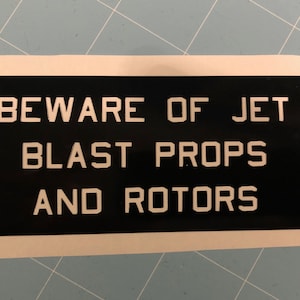 BEWARE OF JET
BLAST PROPS
AND ROTORS